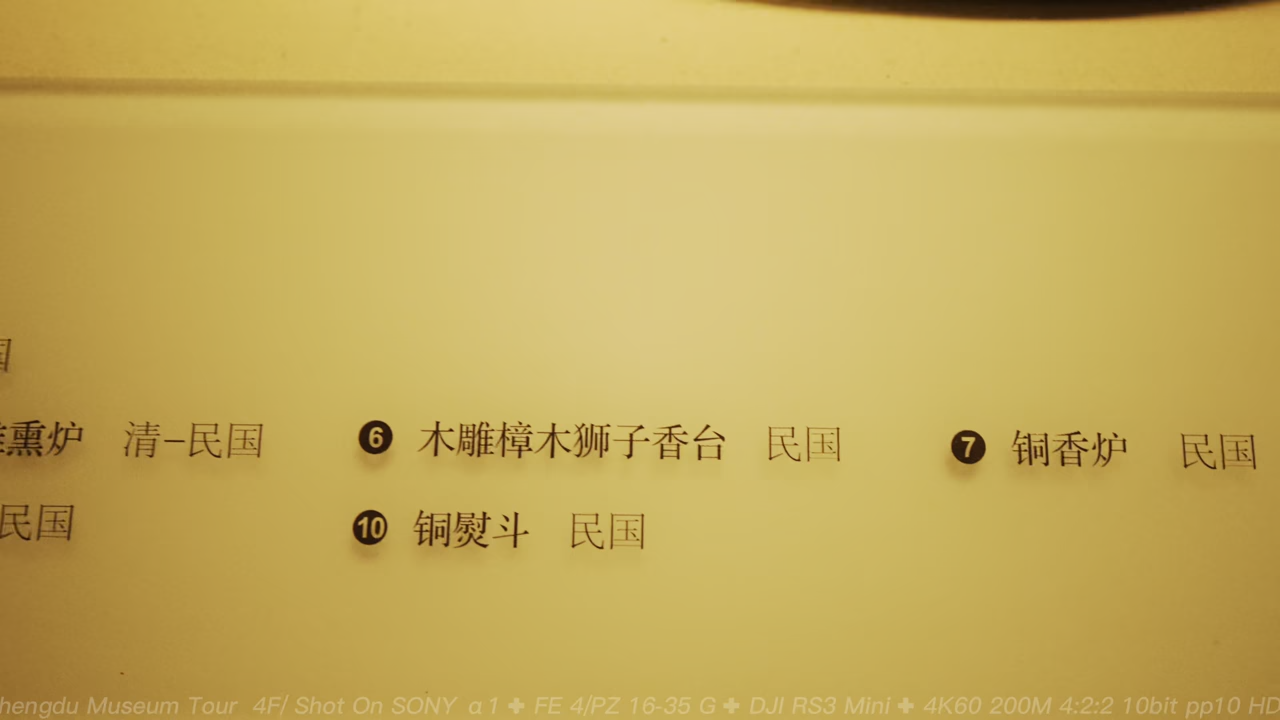 国
熏炉 清–民国 ❻ 木雕樟木狮子香台 民国 ❼ 铜香炉 民国
民国 ❿ 铜熨斗 民国
hengdu Museum Tour 4F/ Shot On SONY α1 ✚ FE 4/PZ 16-35 G ✚ DJI RS3 Mini ✚ 4K60 200M 4:2:2 10bit pp10 HD